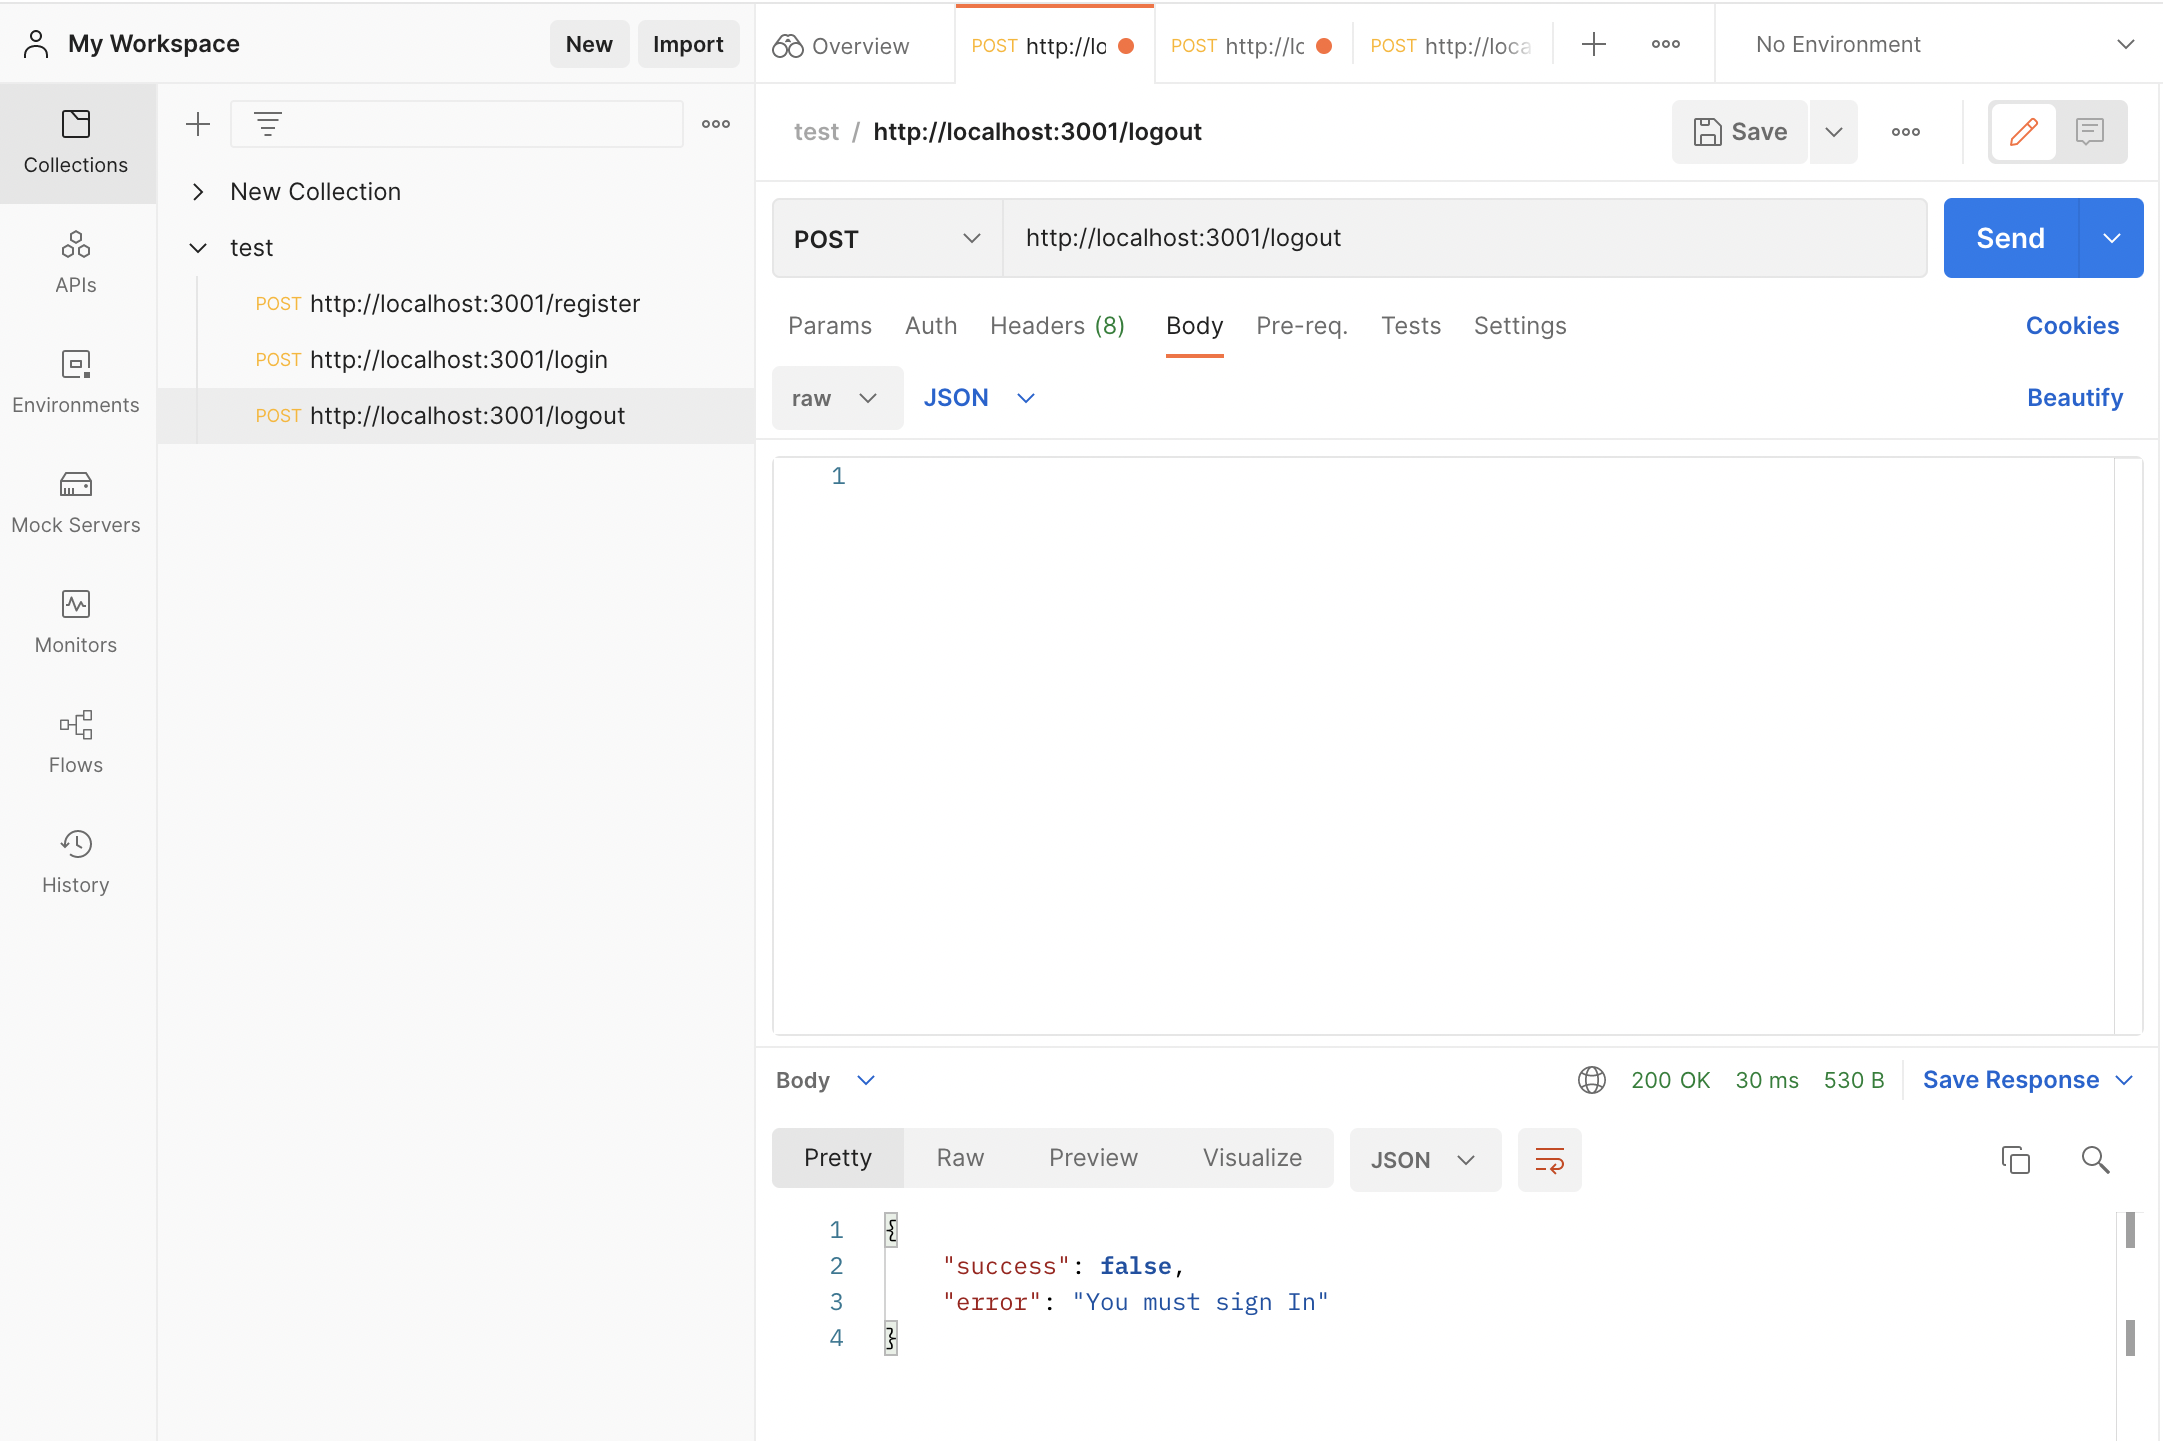 My Workspace
New
Import
Overview
POST http://lo
POST http://lo
POST http://loca
No Environment
Collections
APIs
Environments
Mock Servers
Monitors
Flows
History
New Collection
test
POST http://localhost:3001/register
POST http://localhost:3001/login
POST http://localhost:3001/logout
test / http://localhost:3001/logout
Save
POST
http://localhost:3001/logout
Send
Params Auth Headers (8) Body Pre-req. Tests Settings
Cookies
raw
JSON
Beautify
1
Body
200 OK 30 ms 530 B
Save Response
Pretty Raw Preview Visualize
JSON
1 {
2 "success": false,
3 "error": "You must sign In"
4 }